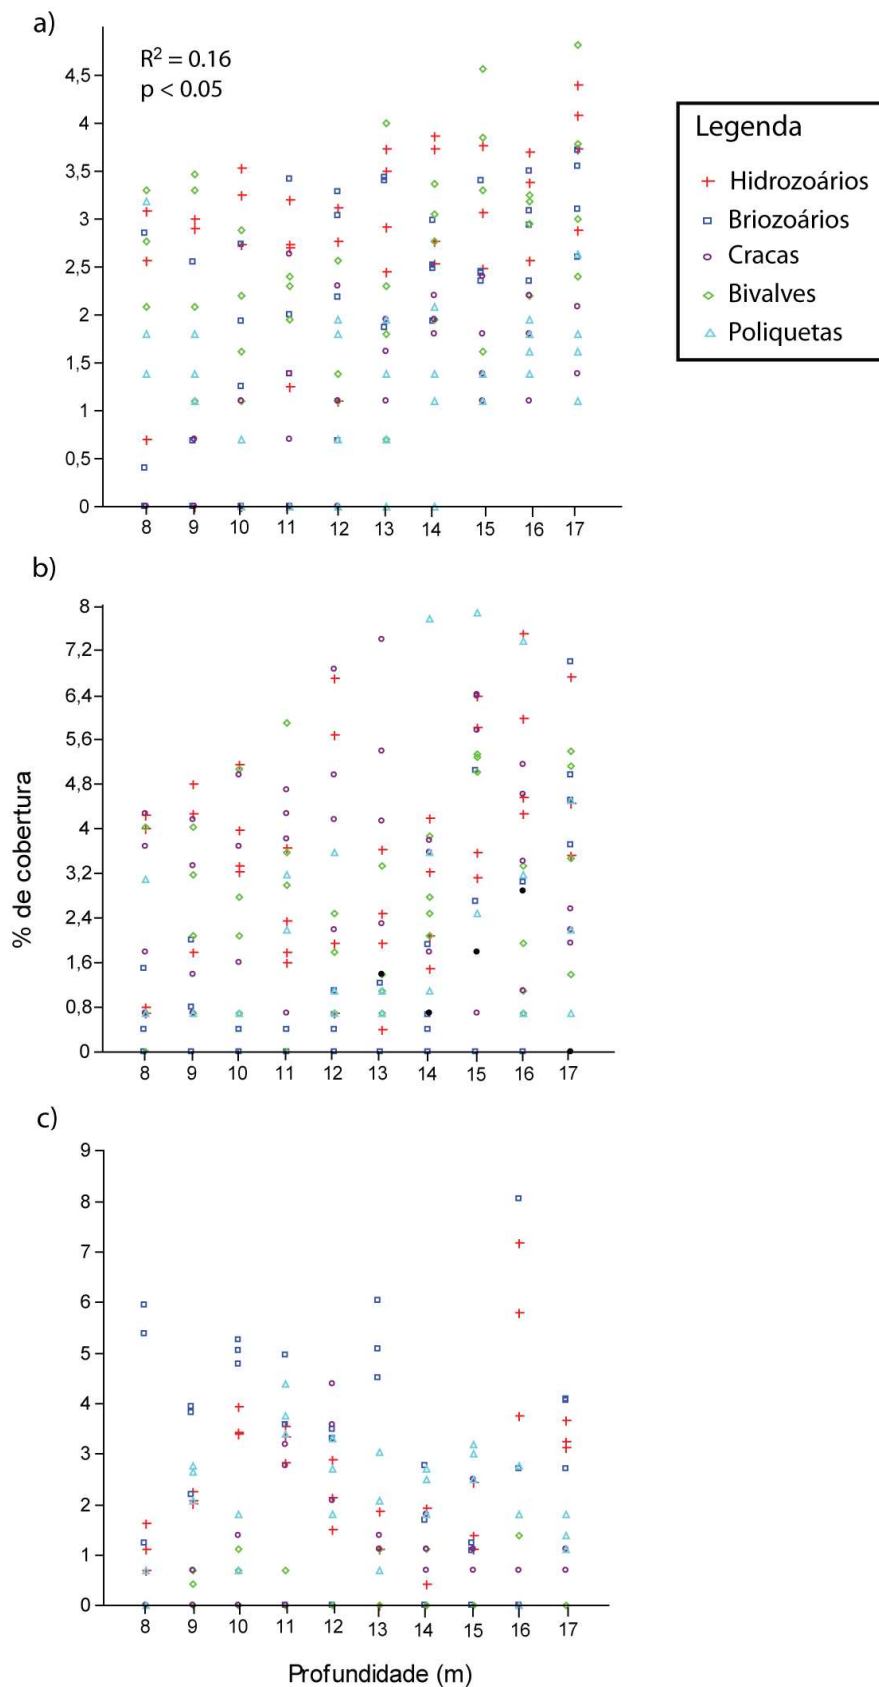 a)
R² = 0.16
p < 0.05
4,5
4
3,5
3
2,5
2
1,5
1
0,5
0
8 9 10 11 12 13 14 15 16 17
Legenda
Hidrozoários
Briozoários
Cracas
Bivalves
Poliquetas
b)
% de cobertura
8
7,2
6,4
5,6
4,8
4
3,2
2,4
1,6
0,8
0
8 9 10 11 12 13 14 15 16 17
c)
9
8
7
6
5
4
3
2
1
0
8 9 10 11 12 13 14 15 16 17
Profundidade (m)